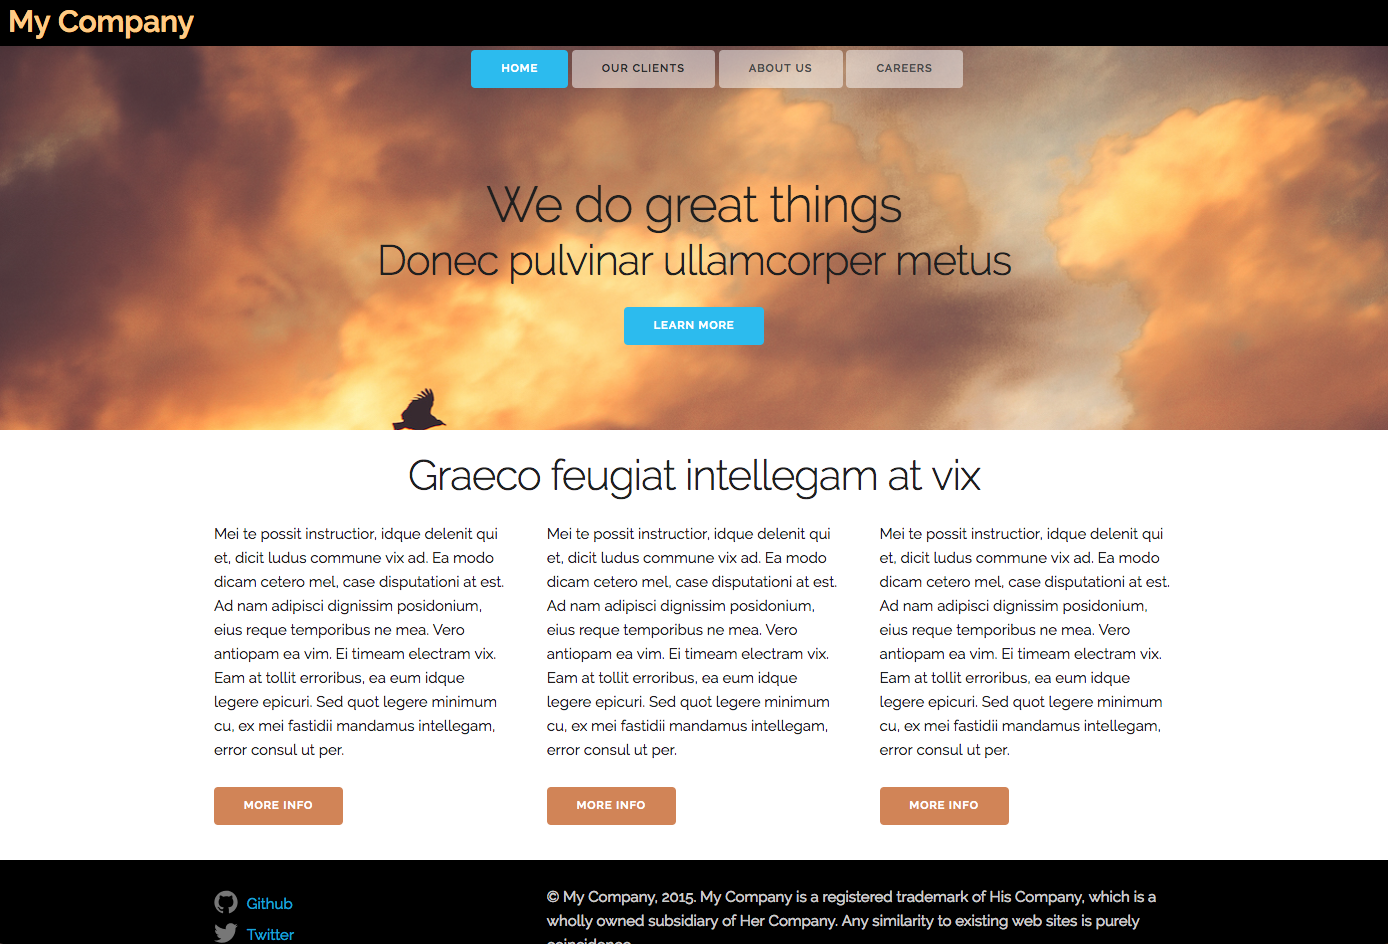 My Company
HOME OUR CLIENTS ABOUT US CAREERS
We do great things
Donec pulvinar ullamcorper metus
LEARN MORE
Graeco feugiat intellegam at vix
Mei te possit instructior, idque delenit qui
et, dicit ludus commune vix ad. Ea modo
dicam cetero mel, case disputationi at est.
Ad nam adipisci dignissim posidonium,
eius reque temporibus ne mea. Vero
antiopam ea vim. Ei timeam electram vix.
Eam at tollit erroribus, ea eum idque
legere epicuri. Sed quot legere minimum
cu, ex mei fastidii mandamus intellegam,
error consul ut per.
MORE INFO
Mei te possit instructior, idque delenit qui
et, dicit ludus commune vix ad. Ea modo
dicam cetero mel, case disputationi at est.
Ad nam adipisci dignissim posidonium,
eius reque temporibus ne mea. Vero
antiopam ea vim. Ei timeam electram vix.
Eam at tollit erroribus, ea eum idque
legere epicuri. Sed quot legere minimum
cu, ex mei fastidii mandamus intellegam,
error consul ut per.
MORE INFO
Mei te possit instructior, idque delenit qui
et, dicit ludus commune vix ad. Ea modo
dicam cetero mel, case disputationi at est.
Ad nam adipisci dignissim posidonium,
eius reque temporibus ne mea. Vero
antiopam ea vim. Ei timeam electram vix.
Eam at tollit erroribus, ea eum idque
legere epicuri. Sed quot legere minimum
cu, ex mei fastidii mandamus intellegam,
error consul ut per.
MORE INFO
Github
Twitter
© My Company, 2015. My Company is a registered trademark of His Company, which is a
wholly owned subsidiary of Her Company. Any similarity to existing web sites is purely